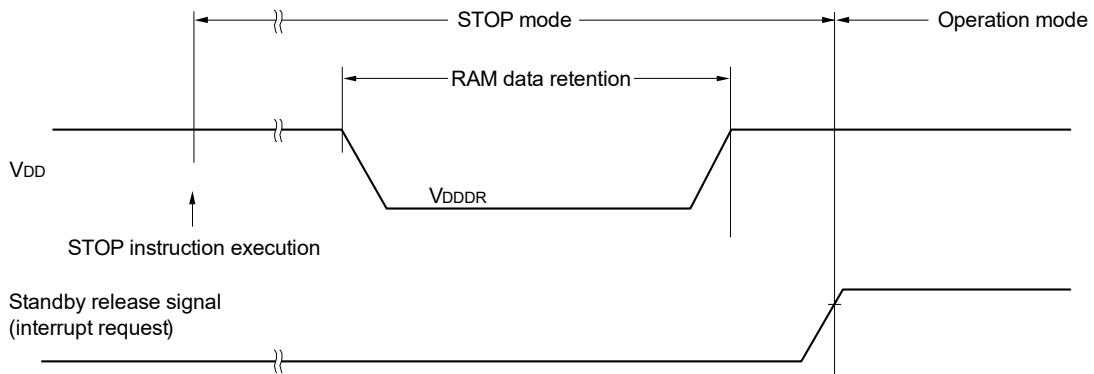 STOP mode
Operation mode
RAM data retention
VDD
VDDDR
STOP instruction execution
Standby release signal
(interrupt request)